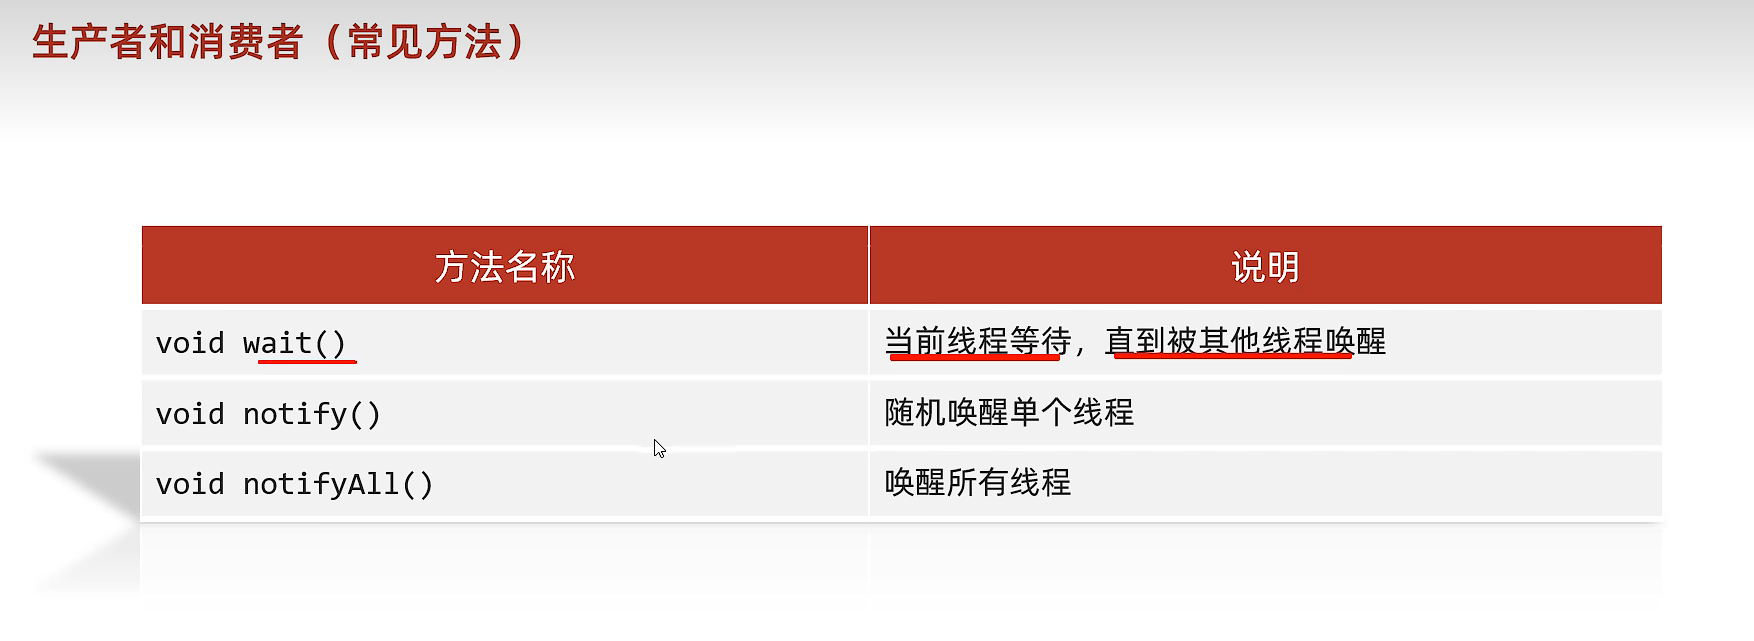 生产者和消费者（常见方法）
方法名称 说明
void wait() 当前线程等待，直到被其他线程唤醒
void notify() 随机唤醒单个线程
void notifyAll() 唤醒所有线程